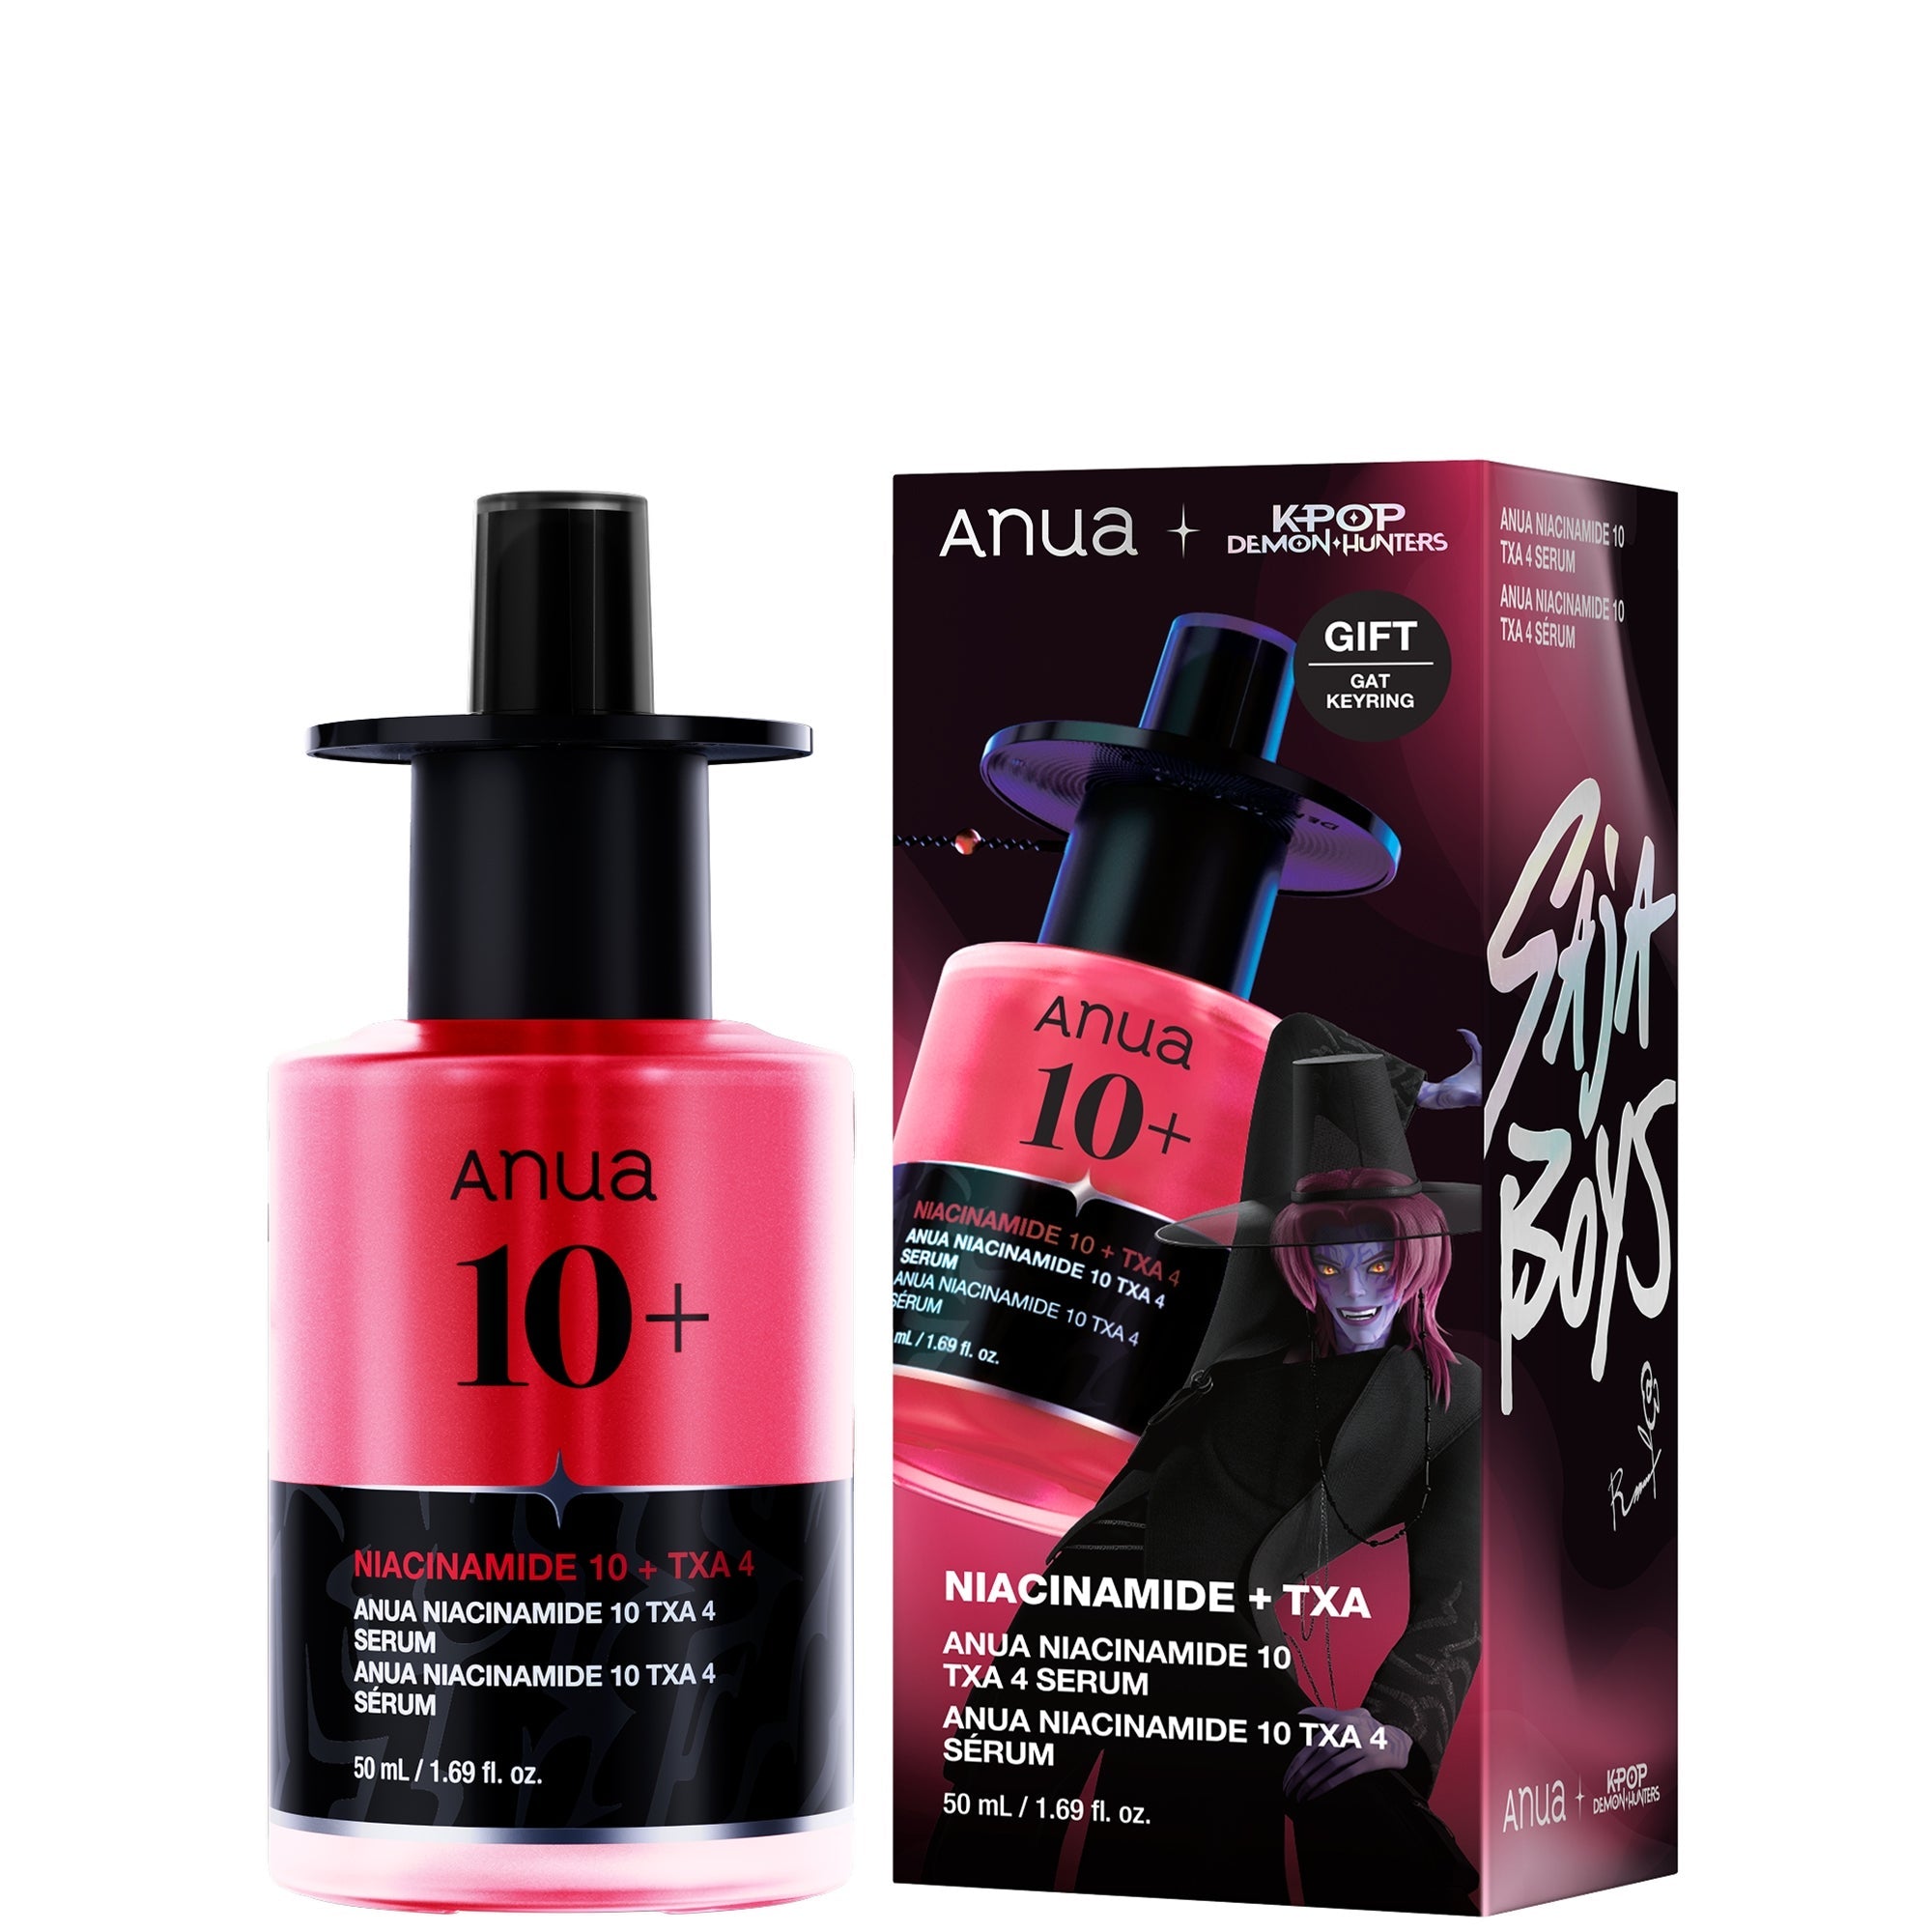 Anua
10+
NIACINAMIDE 10 + TXA 4
ANUA NIACINAMIDE 10 TXA 4
SERUM
ANUA NIACINAMIDE 10 TXA 4
SÉRUM
50 mL / 1.69 fl. oz.
Anua
K-POP
DEMON HUNTERS
GIFT
GAT
KEYRING
Anua
10+
NIACINAMIDE 10 + TXA 4
ANUA NIACINAMIDE 10 TXA 4
SERUM
ANUA NIACINAMIDE 10 TXA 4
SÉRUM
mL / 1.69 fl. oz.
NIACINAMIDE + TXA
ANUA NIACINAMIDE 10
TXA 4 SERUM
ANUA NIACINAMIDE 10 TXA 4
SÉRUM
50 mL / 1.69 fl. oz.
ANUA NIACINAMIDE 10
TXA 4 SERUM
ANUA NIACINAMIDE 10
TXA 4 SÉRUM
SAJA
BOYS
Anua
K-POP
DEMON HUNTERS